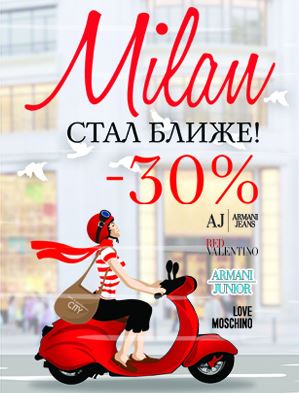 Milan
СТАЛ БЛИЖЕ!
-30%
AJ | ARMANI JEANS
RED VALENTINO
ARMANI
JUNIOR
LOVE
MOSCHINO
CITY